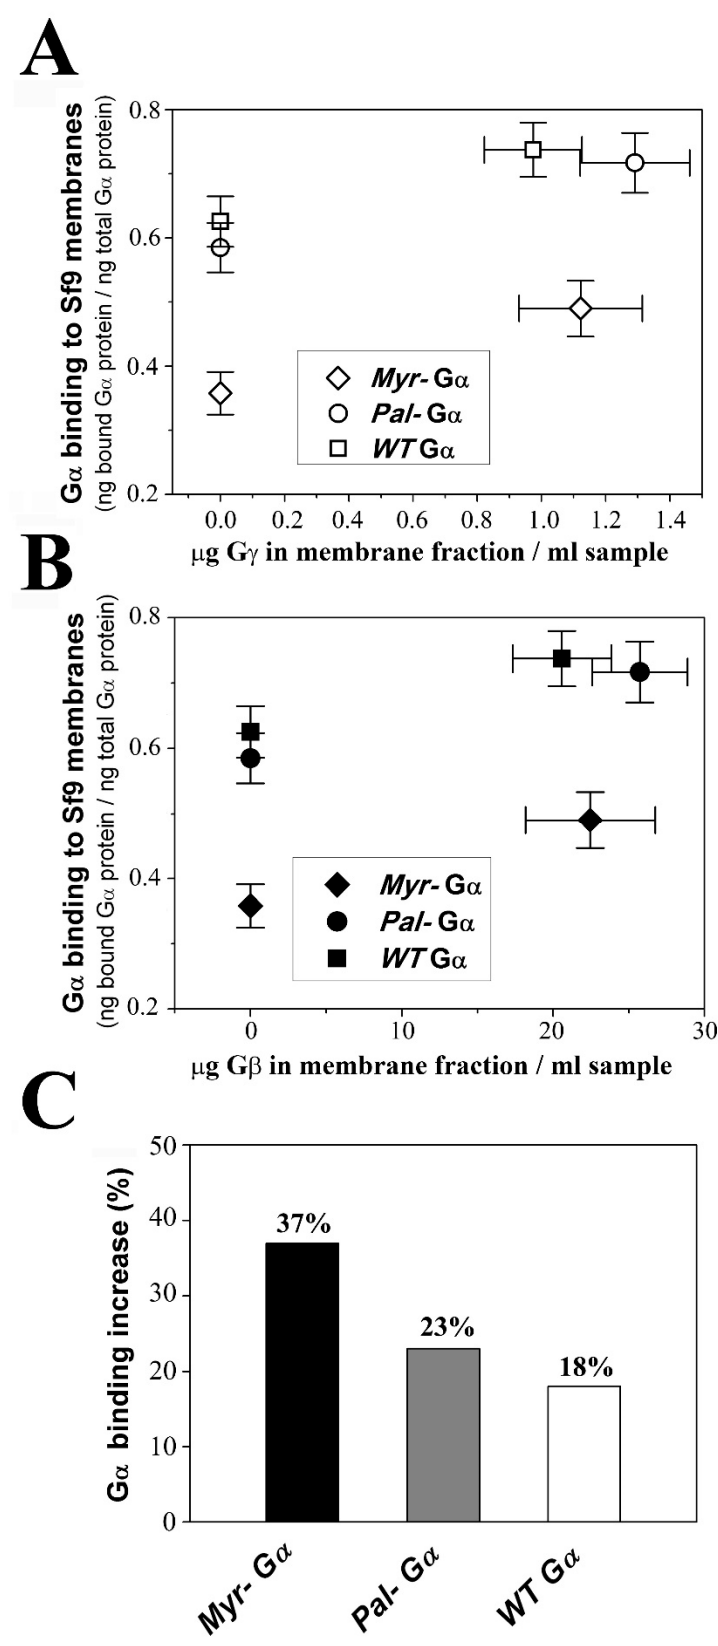 A
Gα binding to Sf9 membranes
(ng bound Gα protein / ng total Gα protein)
0.8
0.6
0.4
0.2
Myr- Gα
Pal- Gα
WT Gα
0.0 0.2 0.4 0.6 0.8 1.0 1.2 1.4
μg Gγ in membrane fraction / ml sample
B
Gα binding to Sf9 membranes
(ng bound Gα protein / ng total Gα protein)
0.8
0.6
0.4
0.2
Myr- Gα
Pal- Gα
WT Gα
0 10 20 30
μg Gβ in membrane fraction / ml sample
C
Gα binding increase (%)
50
40
30
20
10
0
37%
23%
18%
Myr- Gα
Pal- Gα
WT Gα